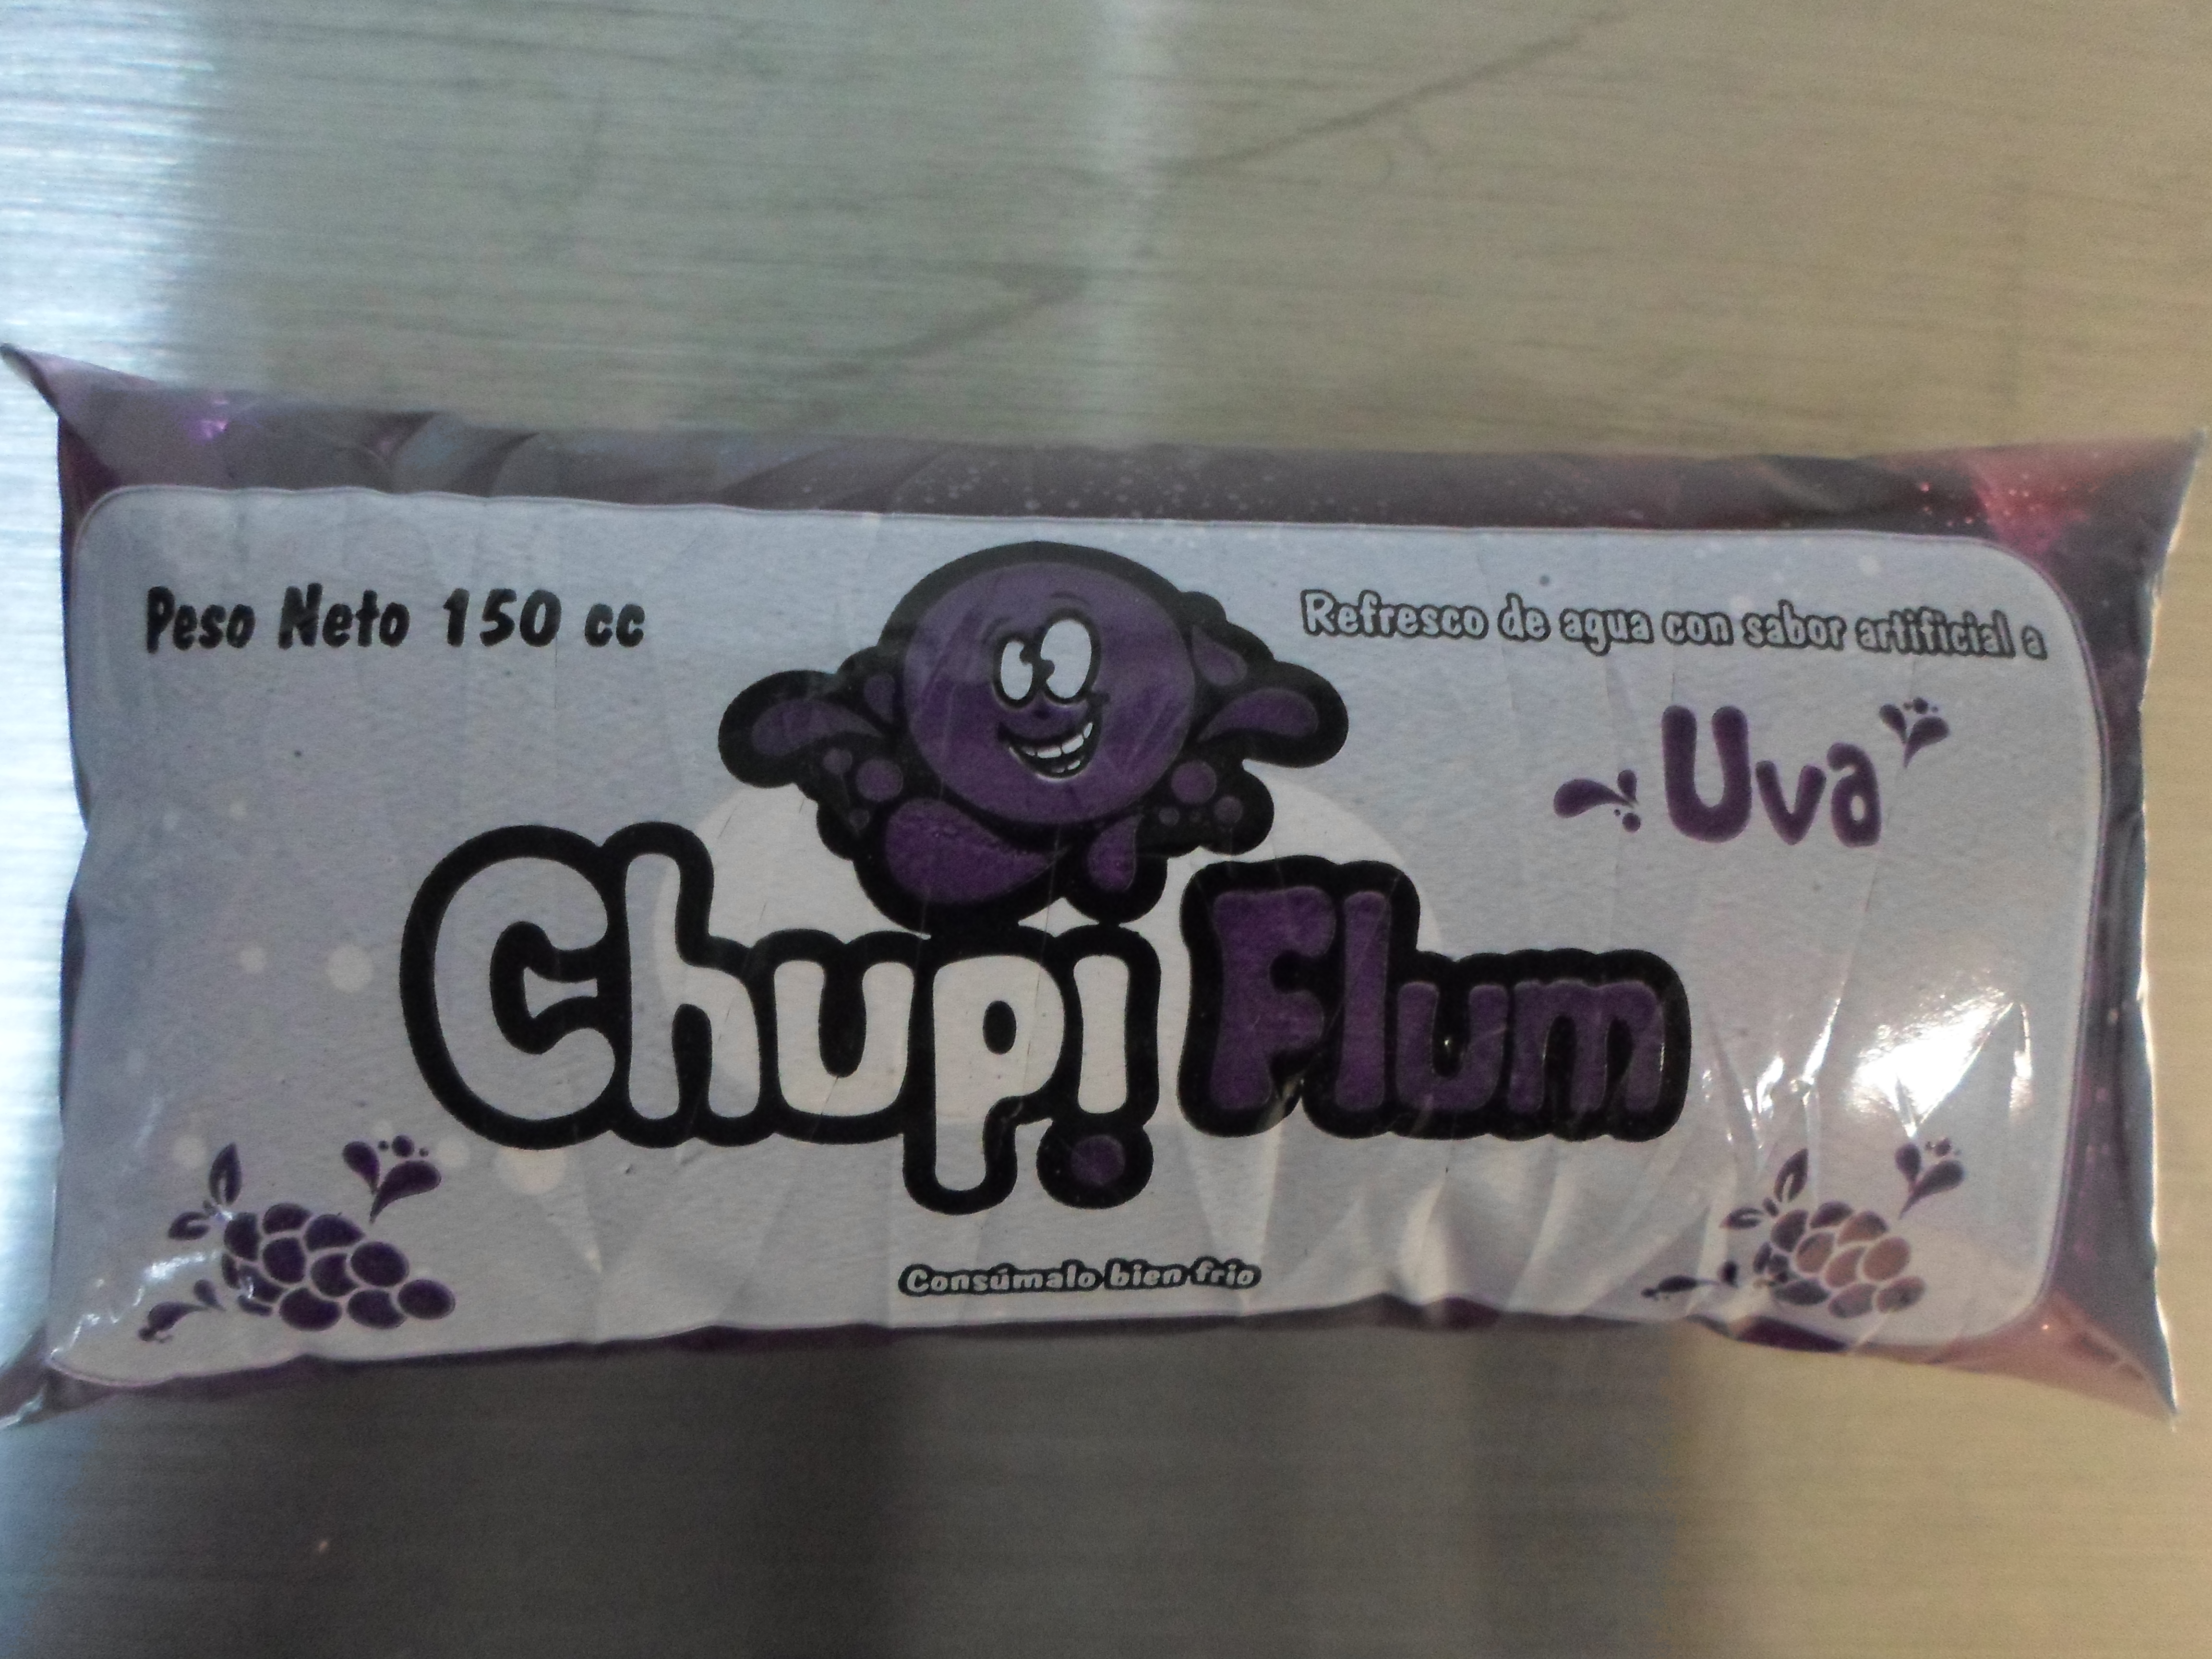 Peso Neto 150 cc
Refresco de agua con sabor artificial a
Uva
Chupi Flum
Consúmalo bien frio